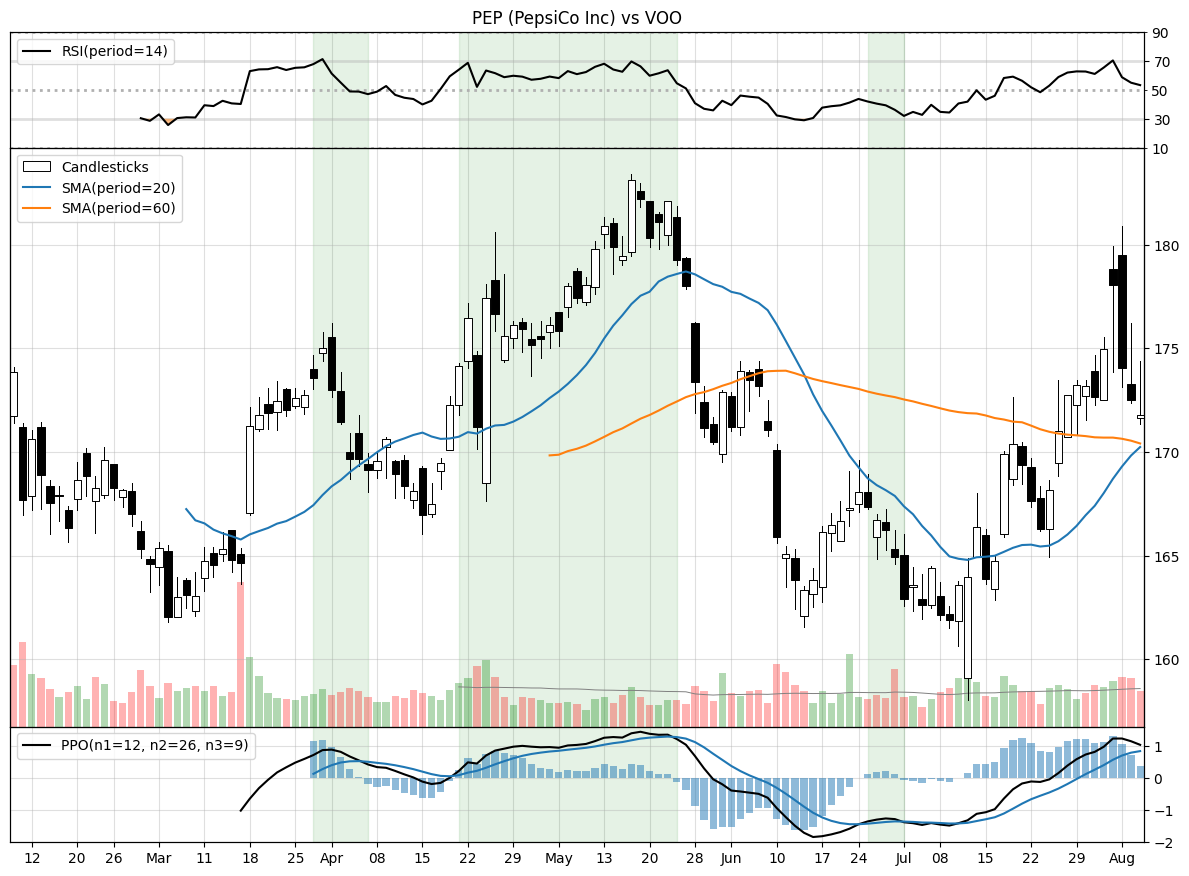 PEP (PepsiCo Inc) vs VOO
RSI(period=14)
90
70
50
30
10
Candlesticks
SMA(period=20)
SMA(period=60)
180
175
170
165
160
PPO(n1=12, n2=26, n3=9)
1
0
−1
−2
12 20 26 Mar 11 18 25 Apr 08 15 22 29 May 13 20 28 Jun 10 17 24 Jul 08 15 22 29 Aug